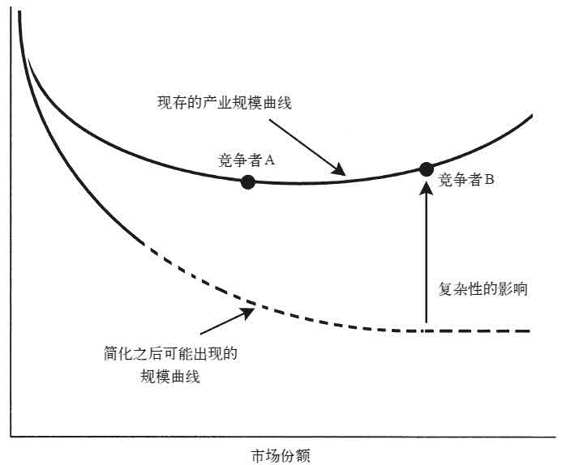 现存的产业规模曲线
竞争者A
竞争者B
复杂性的影响
简化之后可能出现的
规模曲线
市场份额